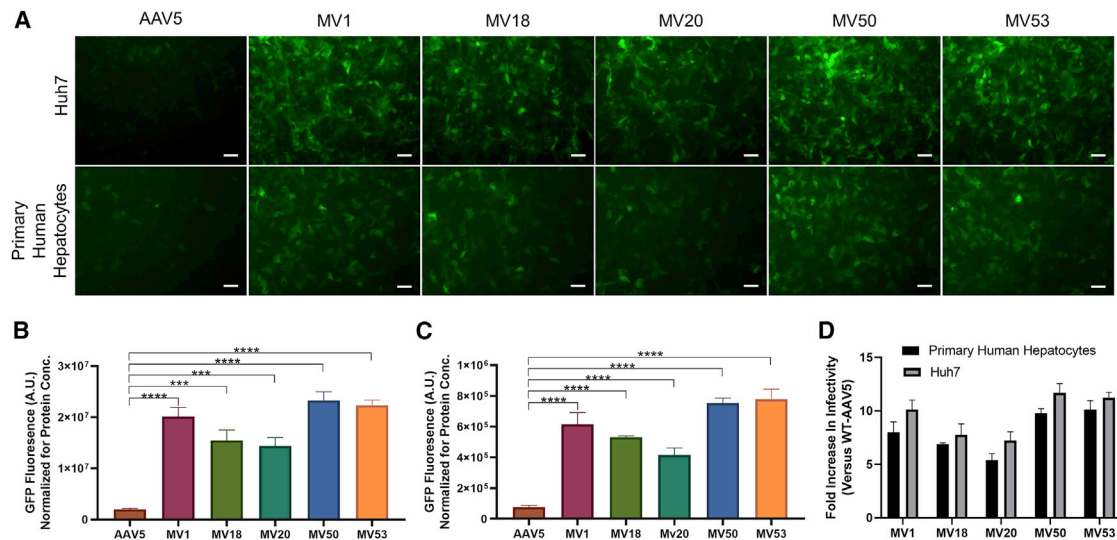 A
AAV5 MV1 MV18 MV20 MV50 MV53
Huh7
Primary
Human
Hepatocytes
B
GFP Fluoresence (A.U.)
Normalized for Protein Conc.
3×10⁷
2×10⁷
1×10⁷
0
****
****
***
***
****
AAV5 MV1 MV18 MV20 MV50 MV53
C
GFP Fluoresence (A.U.)
Normalized for Protein Conc.
1×10⁶
8×10⁵
6×10⁵
4×10⁵
2×10⁵
0
****
****
****
****
****
AAV5 MV1 MV18 MV20 MV50 MV53
D
Fold Increase In Infectivity
(Versus WT-AAV5)
Primary Human Hepatocytes
Huh7
15
10
5
0
MV1 MV18 MV20 MV50 MV53